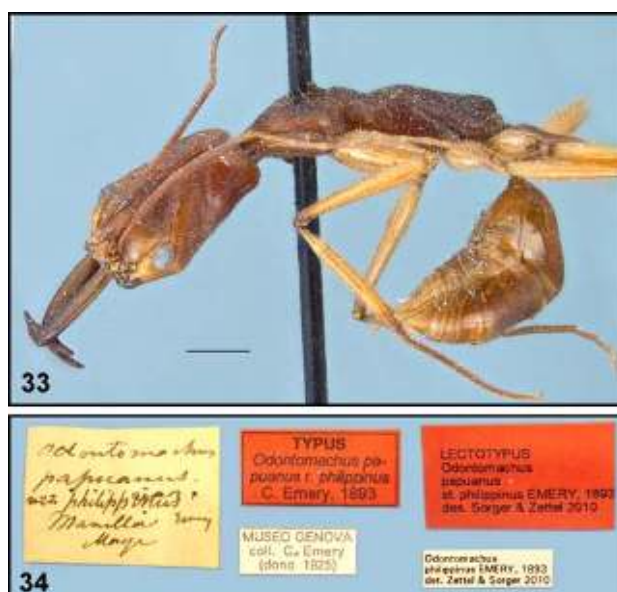 33
Odontomachus
papuanus.
philippinus
Manilla
Mayr
TYPUS
Odontomachus pa-
puanus r. philippinus
C. Emery, 1893
LECTOTYPUS
Odontomachus
papuanus
st. philippinus EMERY, 1893
des. Sorger & Zettel 2010
MUSEO GENOVA
coll. C. Emery
(dono 1925)
Odontomachus
philippinus EMERY, 1893
det. Zettel & Sorger 2010
34